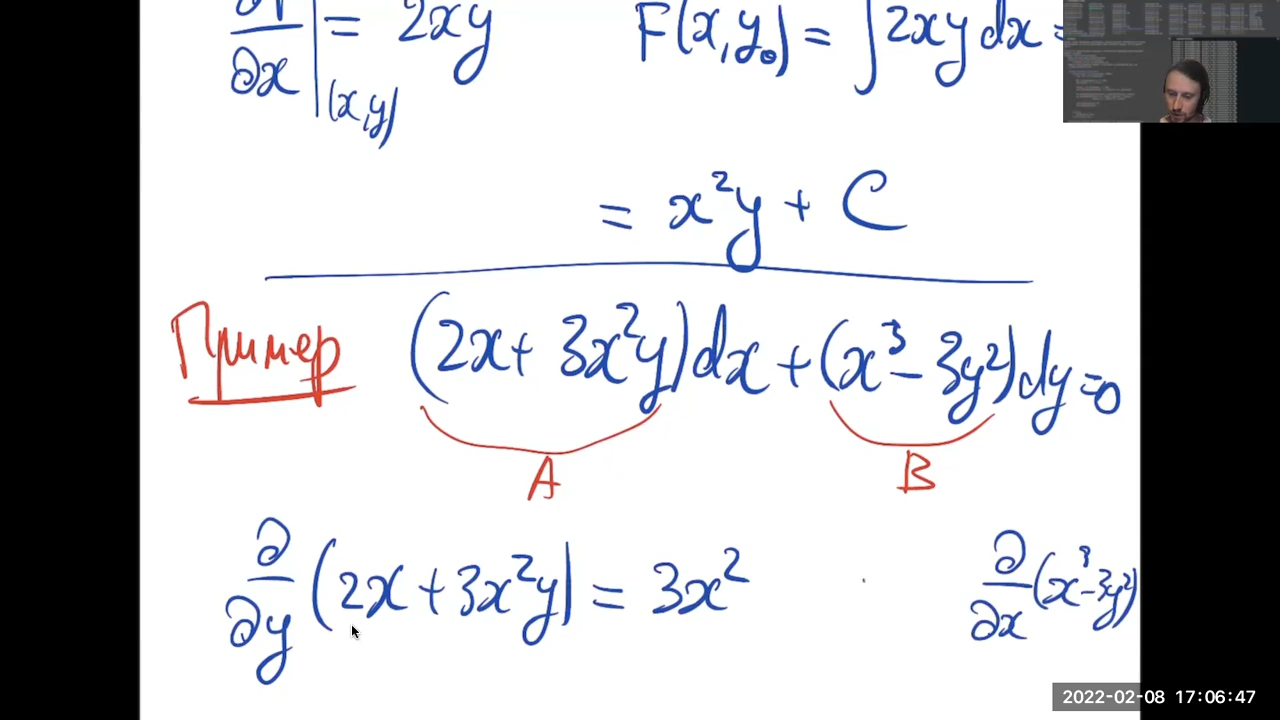 ∂F/∂x |(x,y) = 2xy    F(x, y₀) = ∫ 2xy dx =
= x²y + C
Пример (2x + 3x²y)dx + (x³ - 3y²)dy = 0
A B
∂/∂y (2x + 3x²y) = 3x²    ∂/∂x (x³ - 3y²)
2022-02-08 17:06:47